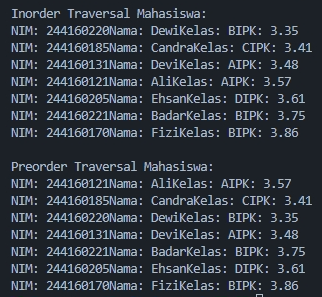 Inorder Traversal Mahasiswa:
NIM: 244160220Nama: DewiKelas: BIPK: 3.35
NIM: 244160185Nama: CandraKelas: CIPK: 3.41
NIM: 244160131Nama: DeviKelas: AIPK: 3.48
NIM: 244160121Nama: AliKelas: AIPK: 3.57
NIM: 244160205Nama: EhsanKelas: DIPK: 3.61
NIM: 244160221Nama: BadarKelas: BIPK: 3.75
NIM: 244160170Nama: FiziKelas: BIPK: 3.86

Preorder Traversal Mahasiswa:
NIM: 244160121Nama: AliKelas: AIPK: 3.57
NIM: 244160185Nama: CandraKelas: CIPK: 3.41
NIM: 244160220Nama: DewiKelas: BIPK: 3.35
NIM: 244160131Nama: DeviKelas: AIPK: 3.48
NIM: 244160221Nama: BadarKelas: BIPK: 3.75
NIM: 244160205Nama: EhsanKelas: DIPK: 3.61
NIM: 244160170Nama: FiziKelas: BIPK: 3.86